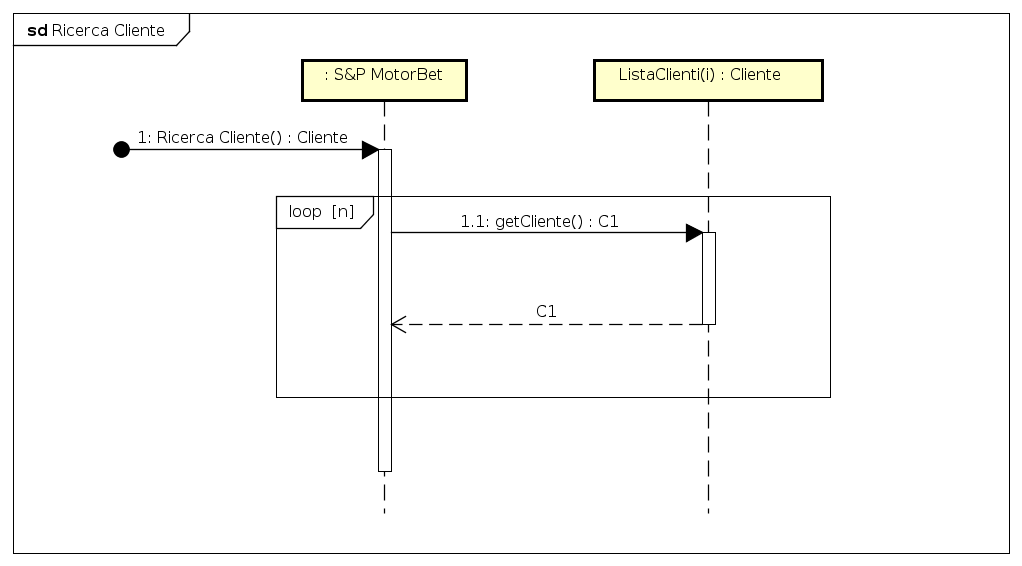 sd Ricerca Cliente
: S&P MotorBet
ListaClienti(i) : Cliente
1: Ricerca Cliente() : Cliente
loop [n]
1.1: getCliente() : C1
C1